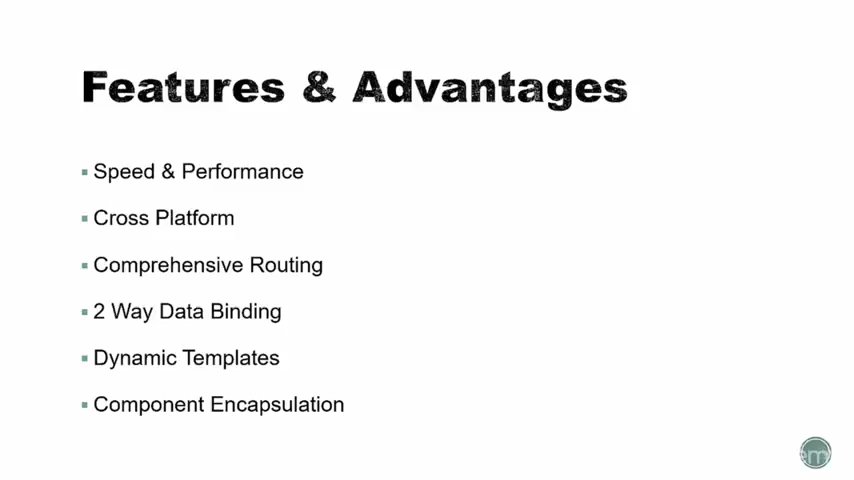 Features & Advantages
Speed & Performance
Cross Platform
Comprehensive Routing
2 Way Data Binding
Dynamic Templates
Component Encapsulation